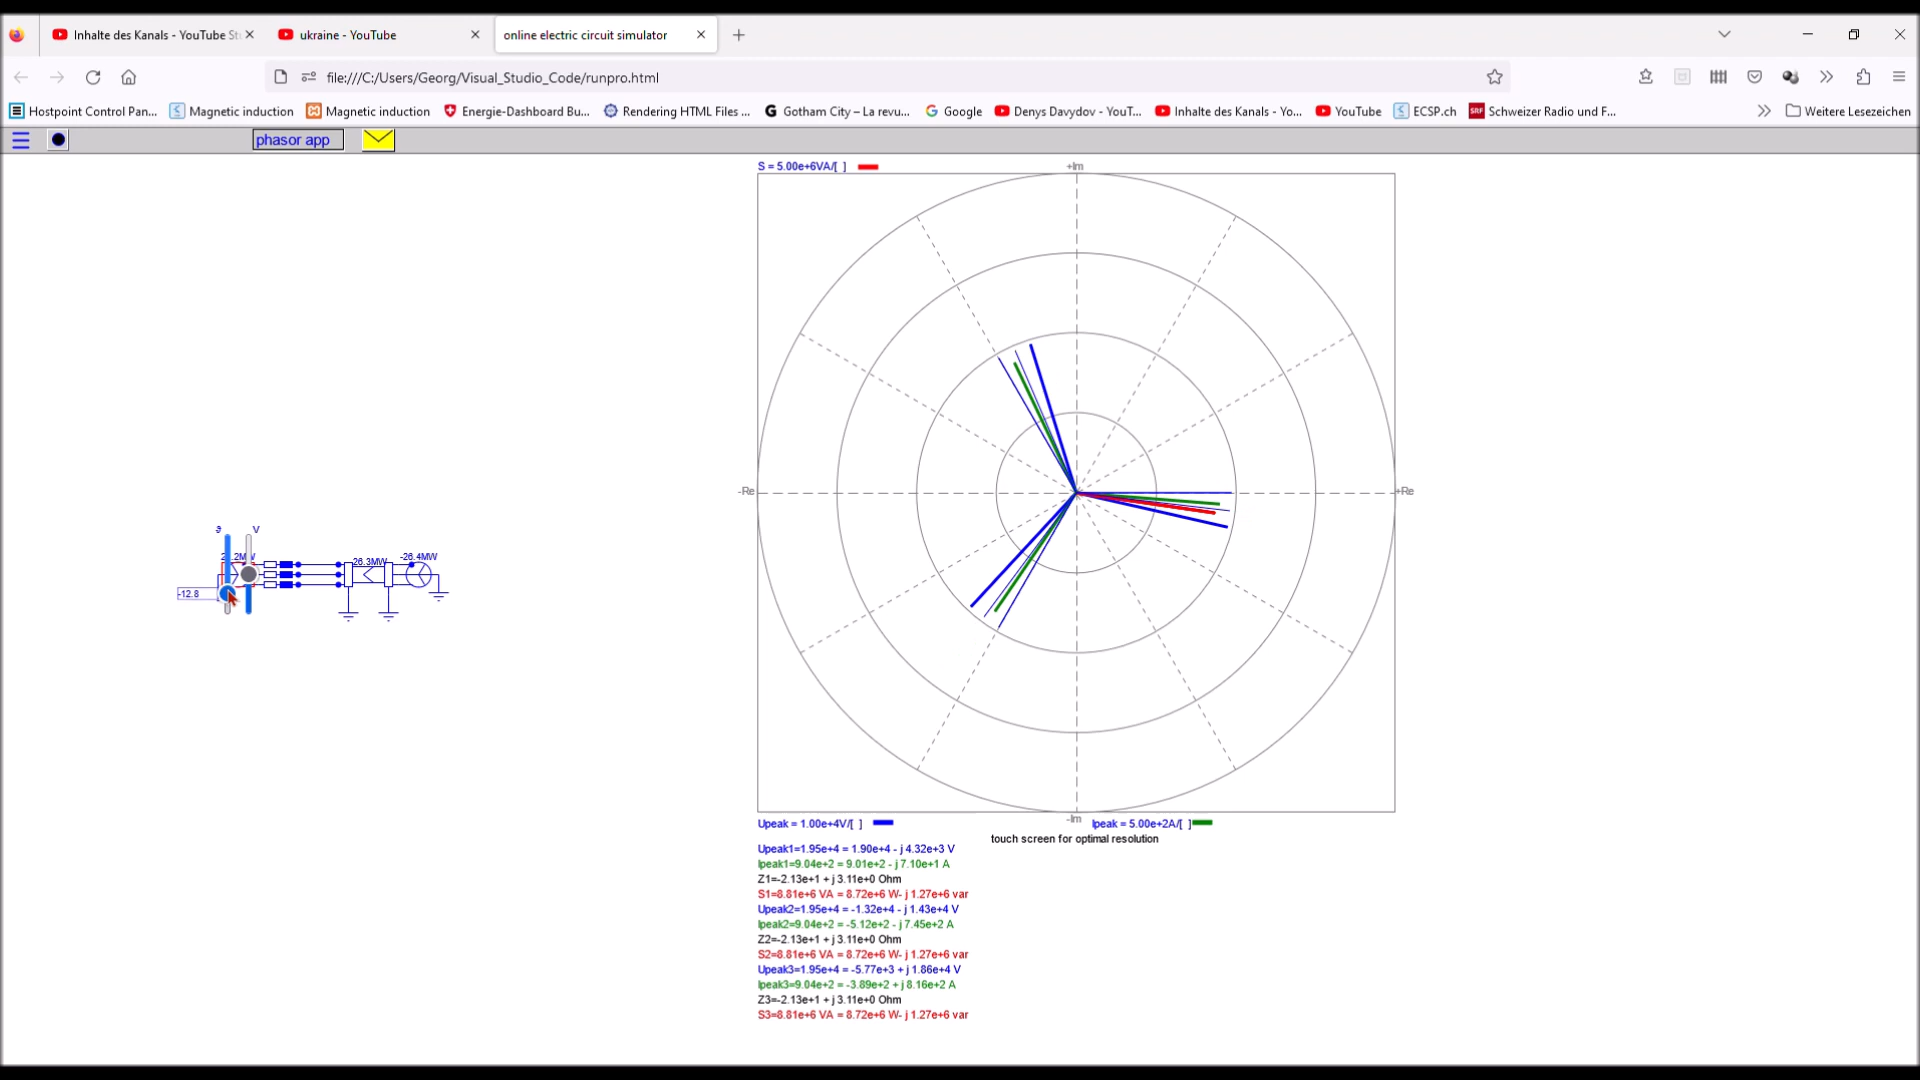 Inhalte des Kanals - YouTube St
ukraine - YouTube
online electric circuit simulator
file:///C:/Users/Georg/Visual_Studio_Code/runpro.html
Hostpoint Control Pan...
Magnetic induction
Magnetic induction
Energie-Dashboard Bu...
Rendering HTML Files ...
Gotham City – La revu...
Google
Denys Davydov - YouT...
Inhalte des Kanals - Yo...
YouTube
ECSP.ch
SRF
Schweizer Radio und F...
Weitere Lesezeichen
phasor app
S = 5.00e+6VA/[ ]
+Im
-Re
+Re
V
26.3MW
-26.4MW
-12.8
-Im
Upeak = 1.00e+4V/[ ]
Ipeak = 5.00e+2A/[ ]
touch screen for optimal resolution
Upeak1=1.95e+4 = 1.90e+4 - j 4.32e+3 V
Ipeak1=9.04e+2 = 9.01e+2 - j 7.10e+1 A
Z1=-2.13e+1 + j 3.11e+0 Ohm
S1=8.81e+6 VA = 8.72e+6 W- j 1.27e+6 var
Upeak2=1.95e+4 = -1.32e+4 - j 1.43e+4 V
Ipeak2=9.04e+2 = -5.12e+2 - j 7.45e+2 A
Z2=-2.13e+1 + j 3.11e+0 Ohm
S2=8.81e+6 VA = 8.72e+6 W- j 1.27e+6 var
Upeak3=1.95e+4 = -5.77e+3 + j 1.86e+4 V
Ipeak3=9.04e+2 = -3.89e+2 + j 8.16e+2 A
Z3=-2.13e+1 + j 3.11e+0 Ohm
S3=8.81e+6 VA = 8.72e+6 W- j 1.27e+6 var